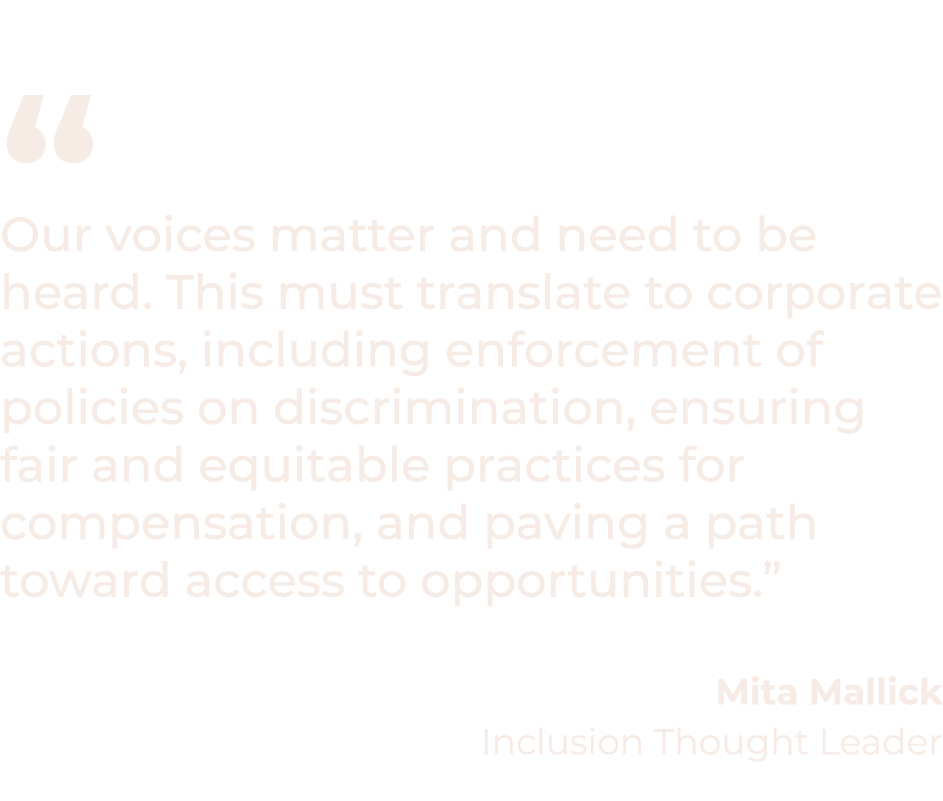 “
Our voices matter and need to be
heard. This must translate to corporate
actions, including enforcement of
policies on discrimination, ensuring
fair and equitable practices for
compensation, and paving a path
toward access to opportunities.”
Mita Mallick
Inclusion Thought Leader